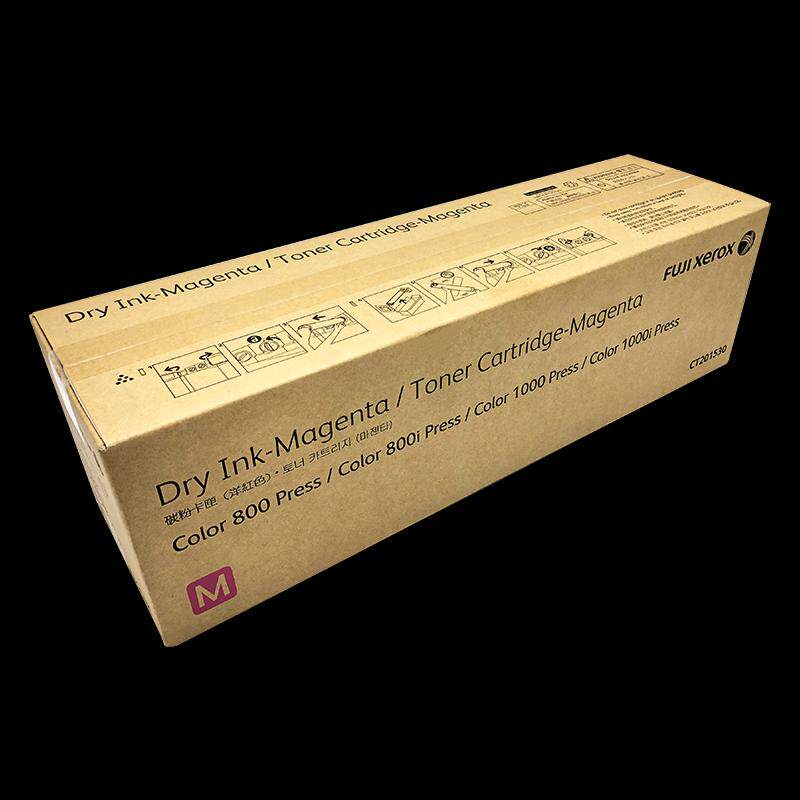 Dry Ink-Magenta / Toner Cartridge-Magenta
FUJI xerox
Dry Ink-Magenta / Toner Cartridge-Magenta
碳粉卡匣 (洋紅色)・토너 카트리지 (마젠타)
Color 800 Press / Color 800i Press / Color 1000 Press / Color 1000i Press
CT201530
M